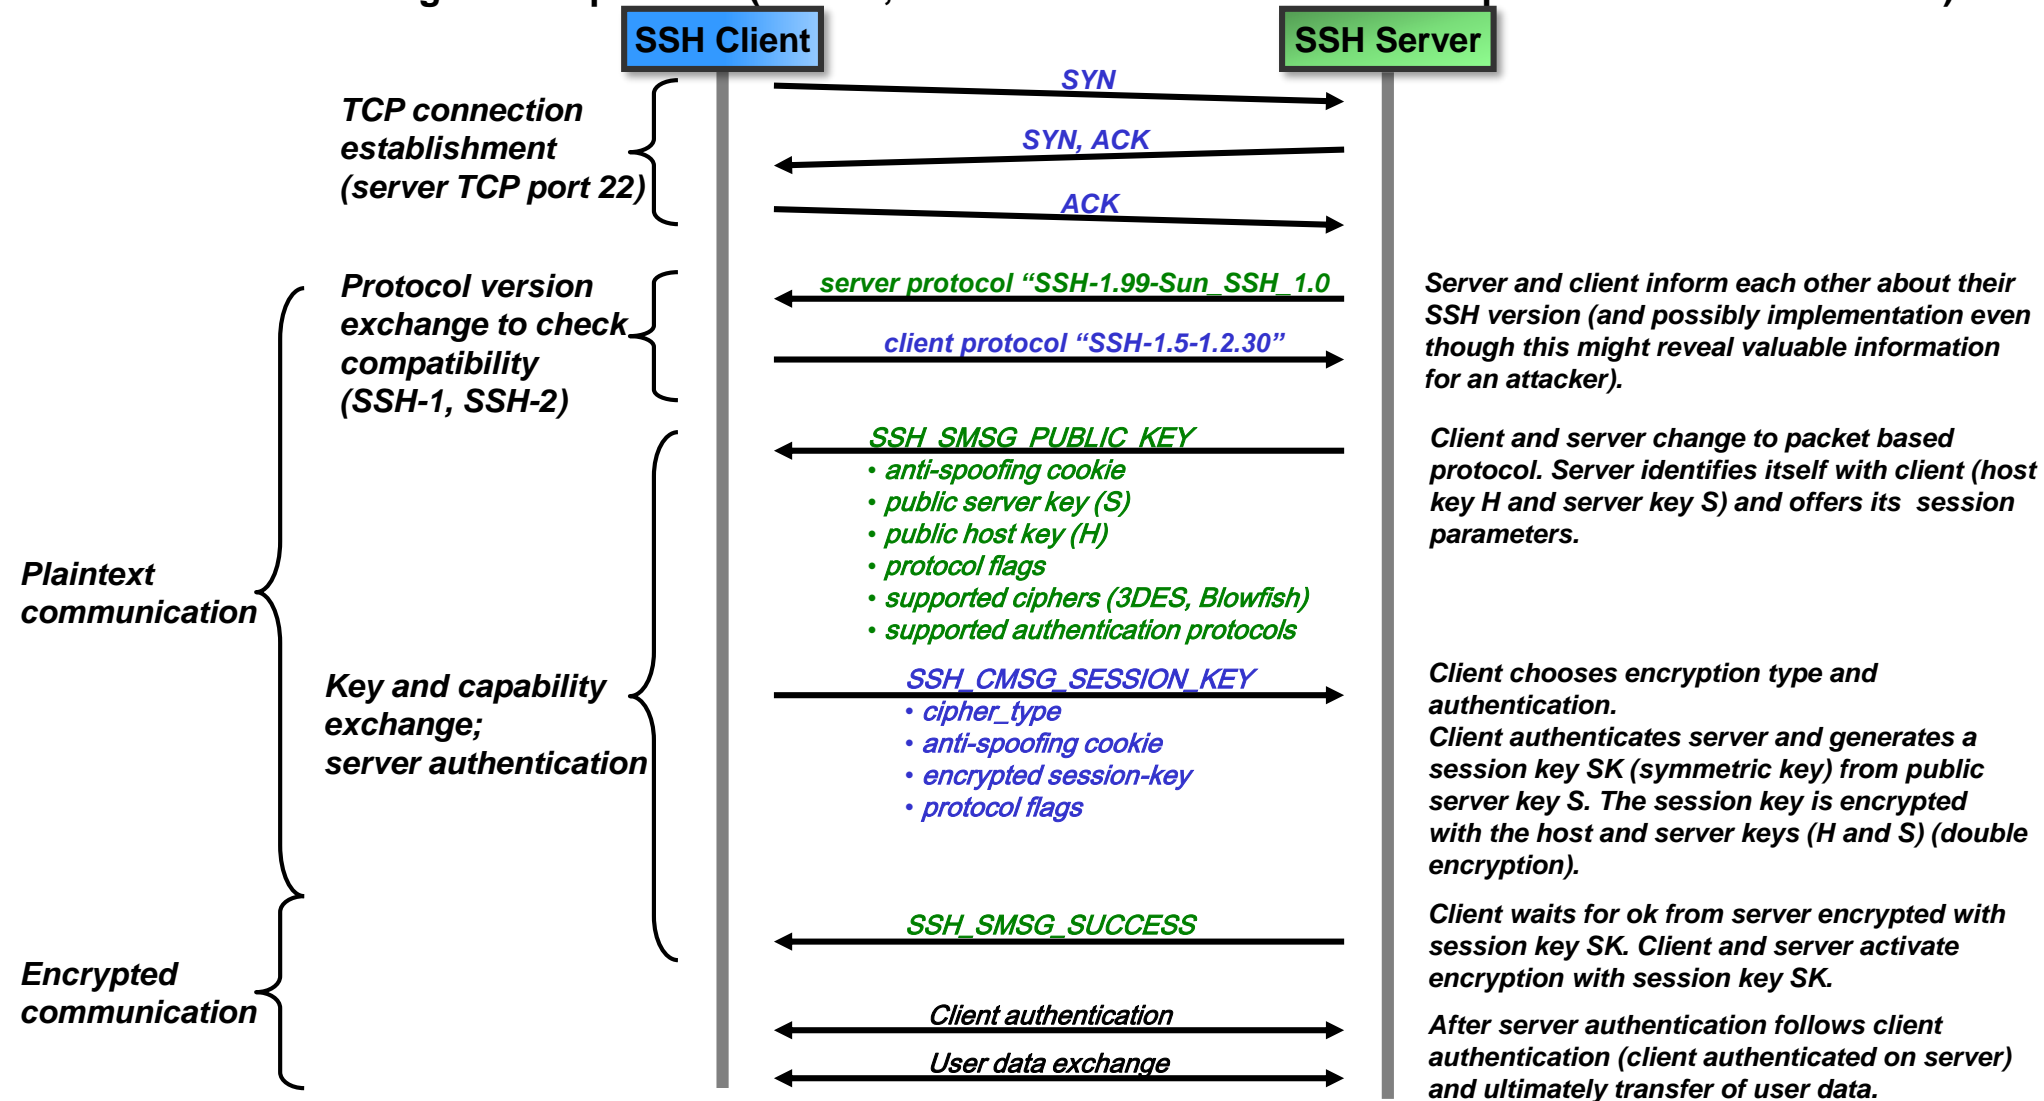 SSH Client
SSH Server
TCP connection
establishment
(server TCP port 22)
SYN
SYN, ACK
ACK
Protocol version
exchange to check
compatibility
(SSH-1, SSH-2)
server protocol “SSH-1.99-Sun_SSH_1.0
client protocol “SSH-1.5-1.2.30”
Server and client inform each other about their
SSH version (and possibly implementation even
though this might reveal valuable information
for an attacker).
Plaintext
communication
Key and capability
exchange;
server authentication
SSH_SMSG_PUBLIC_KEY
• anti-spoofing cookie
• public server key (S)
• public host key (H)
• protocol flags
• supported ciphers (3DES, Blowfish)
• supported authentication protocols
Client and server change to packet based
protocol. Server identifies itself with client (host
key H and server key S) and offers its session
parameters.
SSH_CMSG_SESSION_KEY
• cipher_type
• anti-spoofing cookie
• encrypted session-key
• protocol flags
Client chooses encryption type and
authentication.
Client authenticates server and generates a
session key SK (symmetric key) from public
server key S. The session key is encrypted
with the host and server keys (H and S) (double
encryption).
SSH_SMSG_SUCCESS
Client waits for ok from server encrypted with
session key SK. Client and server activate
encryption with session key SK.
Encrypted
communication
Client authentication
User data exchange
After server authentication follows client
authentication (client authenticated on server)
and ultimately transfer of user data.